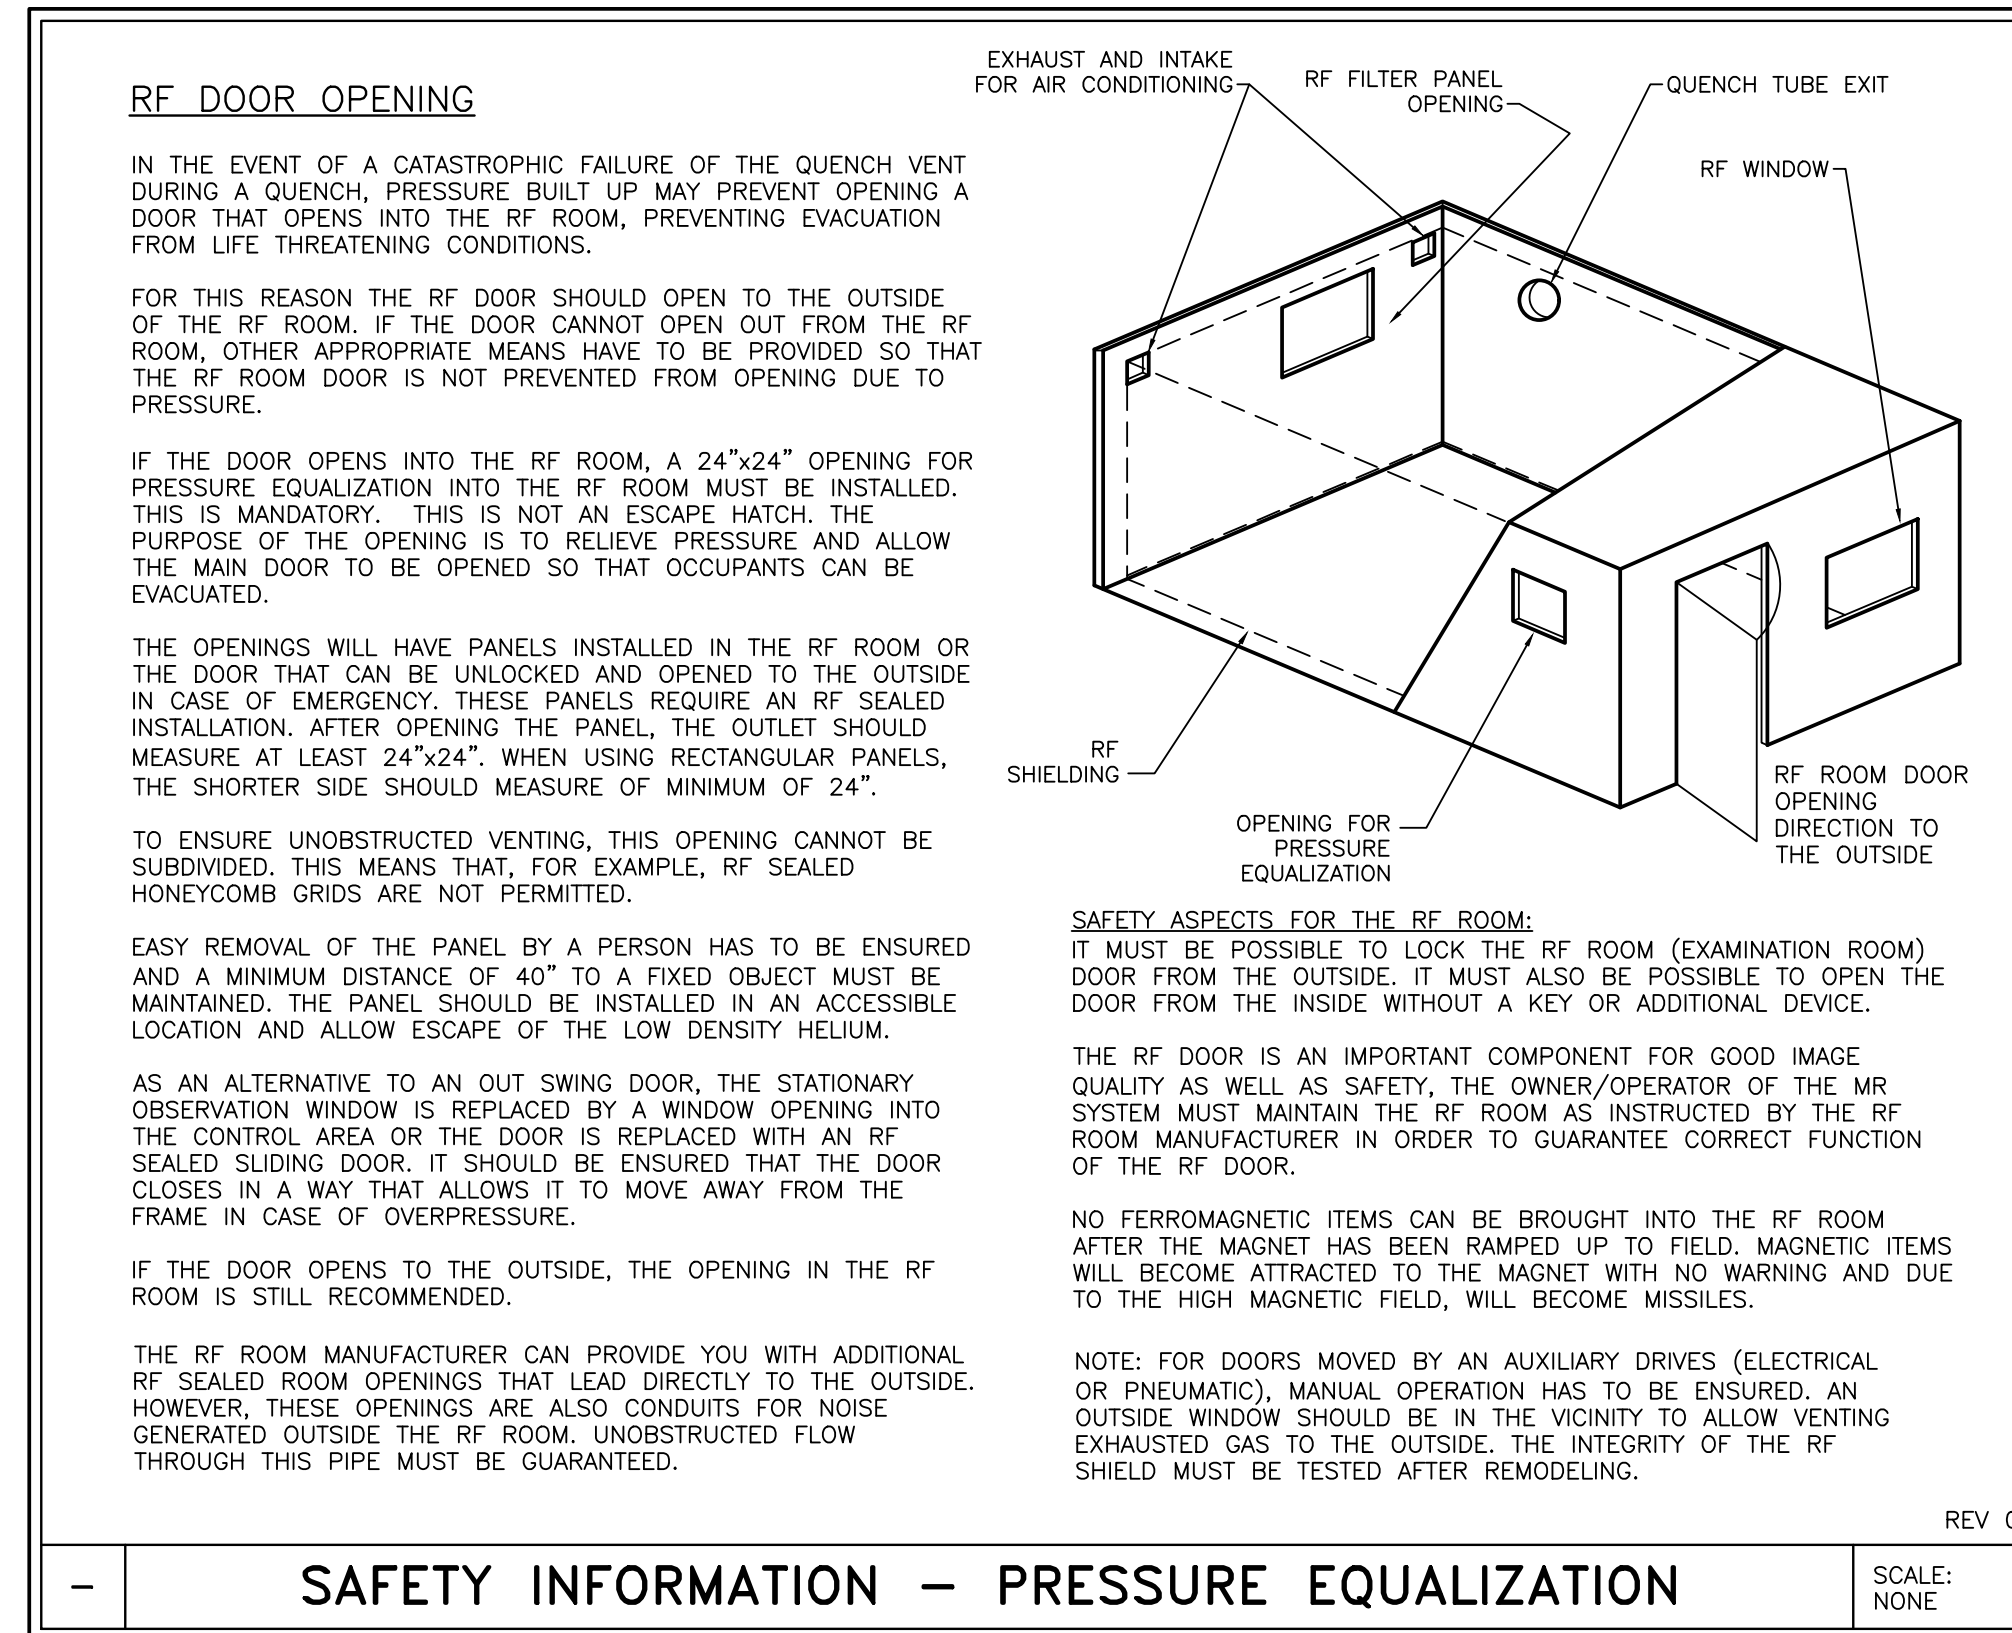 RF DOOR OPENING
IN THE EVENT OF A CATASTROPHIC FAILURE OF THE QUENCH VENT
DURING A QUENCH, PRESSURE BUILT UP MAY PREVENT OPENING A
DOOR THAT OPENS INTO THE RF ROOM, PREVENTING EVACUATION
FROM LIFE THREATENING CONDITIONS.
FOR THIS REASON THE RF DOOR SHOULD OPEN TO THE OUTSIDE
OF THE RF ROOM. IF THE DOOR CANNOT OPEN OUT FROM THE RF
ROOM, OTHER APPROPRIATE MEANS HAVE TO BE PROVIDED SO THAT
THE RF ROOM DOOR IS NOT PREVENTED FROM OPENING DUE TO
PRESSURE.
IF THE DOOR OPENS INTO THE RF ROOM, A 24”x24” OPENING FOR
PRESSURE EQUALIZATION INTO THE RF ROOM MUST BE INSTALLED.
THIS IS MANDATORY. THIS IS NOT AN ESCAPE HATCH. THE
PURPOSE OF THE OPENING IS TO RELIEVE PRESSURE AND ALLOW
THE MAIN DOOR TO BE OPENED SO THAT OCCUPANTS CAN BE
EVACUATED.
THE OPENINGS WILL HAVE PANELS INSTALLED IN THE RF ROOM OR
THE DOOR THAT CAN BE UNLOCKED AND OPENED TO THE OUTSIDE
IN CASE OF EMERGENCY. THESE PANELS REQUIRE AN RF SEALED
INSTALLATION. AFTER OPENING THE PANEL, THE OUTLET SHOULD
MEASURE AT LEAST 24”x24”. WHEN USING RECTANGULAR PANELS,
THE SHORTER SIDE SHOULD MEASURE OF MINIMUM OF 24”.
TO ENSURE UNOBSTRUCTED VENTING, THIS OPENING CANNOT BE
SUBDIVIDED. THIS MEANS THAT, FOR EXAMPLE, RF SEALED
HONEYCOMB GRIDS ARE NOT PERMITTED.
EASY REMOVAL OF THE PANEL BY A PERSON HAS TO BE ENSURED
AND A MINIMUM DISTANCE OF 40” TO A FIXED OBJECT MUST BE
MAINTAINED. THE PANEL SHOULD BE INSTALLED IN AN ACCESSIBLE
LOCATION AND ALLOW ESCAPE OF THE LOW DENSITY HELIUM.
AS AN ALTERNATIVE TO AN OUT SWING DOOR, THE STATIONARY
OBSERVATION WINDOW IS REPLACED BY A WINDOW OPENING INTO
THE CONTROL AREA OR THE DOOR IS REPLACED WITH AN RF
SEALED SLIDING DOOR. IT SHOULD BE ENSURED THAT THE DOOR
CLOSES IN A WAY THAT ALLOWS IT TO MOVE AWAY FROM THE
FRAME IN CASE OF OVERPRESSURE.
IF THE DOOR OPENS TO THE OUTSIDE, THE OPENING IN THE RF
ROOM IS STILL RECOMMENDED.
THE RF ROOM MANUFACTURER CAN PROVIDE YOU WITH ADDITIONAL
RF SEALED ROOM OPENINGS THAT LEAD DIRECTLY TO THE OUTSIDE.
HOWEVER, THESE OPENINGS ARE ALSO CONDUITS FOR NOISE
GENERATED OUTSIDE THE RF ROOM. UNOBSTRUCTED FLOW
THROUGH THIS PIPE MUST BE GUARANTEED.
EXHAUST AND INTAKE
FOR AIR CONDITIONING
RF FILTER PANEL
OPENING
QUENCH TUBE EXIT
RF WINDOW
RF
SHIELDING
OPENING FOR
PRESSURE
EQUALIZATION
RF ROOM DOOR
OPENING
DIRECTION TO
THE OUTSIDE
SAFETY ASPECTS FOR THE RF ROOM:
IT MUST BE POSSIBLE TO LOCK THE RF ROOM (EXAMINATION ROOM)
DOOR FROM THE OUTSIDE. IT MUST ALSO BE POSSIBLE TO OPEN THE
DOOR FROM THE INSIDE WITHOUT A KEY OR ADDITIONAL DEVICE.
THE RF DOOR IS AN IMPORTANT COMPONENT FOR GOOD IMAGE
QUALITY AS WELL AS SAFETY, THE OWNER/OPERATOR OF THE MR
SYSTEM MUST MAINTAIN THE RF ROOM AS INSTRUCTED BY THE RF
ROOM MANUFACTURER IN ORDER TO GUARANTEE CORRECT FUNCTION
OF THE RF DOOR.
NO FERROMAGNETIC ITEMS CAN BE BROUGHT INTO THE RF ROOM
AFTER THE MAGNET HAS BEEN RAMPED UP TO FIELD. MAGNETIC ITEMS
WILL BECOME ATTRACTED TO THE MAGNET WITH NO WARNING AND DUE
TO THE HIGH MAGNETIC FIELD, WILL BECOME MISSILES.
NOTE: FOR DOORS MOVED BY AN AUXILIARY DRIVES (ELECTRICAL
OR PNEUMATIC), MANUAL OPERATION HAS TO BE ENSURED. AN
OUTSIDE WINDOW SHOULD BE IN THE VICINITY TO ALLOW VENTING
EXHAUSTED GAS TO THE OUTSIDE. THE INTEGRITY OF THE RF
SHIELD MUST BE TESTED AFTER REMODELING.
REV
– SAFETY INFORMATION – PRESSURE EQUALIZATION
SCALE:
NONE